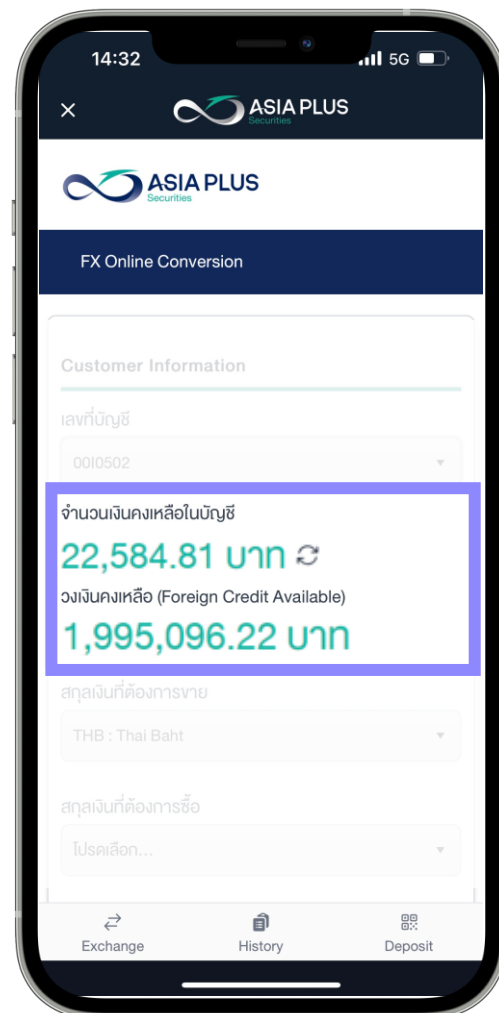 14:32
5G
ASIA PLUS
Securities
ASIA PLUS
Securities
FX Online Conversion
Customer Information
เลขที่บัญชี
00I0502
จำนวนเงินคงเหลือในบัญชี
22,584.81 บาท
วงเงินคงเหลือ (Foreign Credit Available)
1,995,096.22 บาท
สกุลเงินที่ต้องการขาย
THB : Thai Baht
สกุลเงินที่ต้องการซื้อ
โปรดเลือก...
Exchange History Deposit